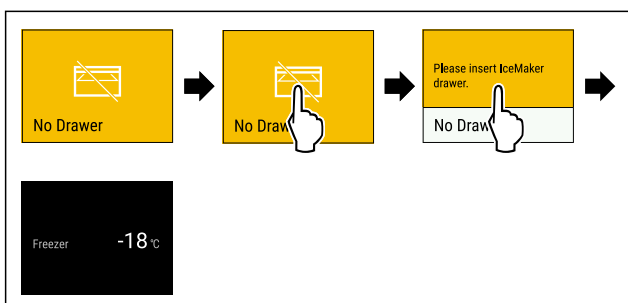 No Drawer
No Draw
Please insert IceMaker
drawer.
No Draw
Freezer -18 °C